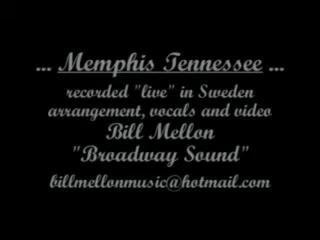 ... Memphis Tennessee ...
recorded "live" in Sweden
arrangement, vocals and video
Bill Mellon
"Broadway Sound"
billmellonmusic@hotmail.com